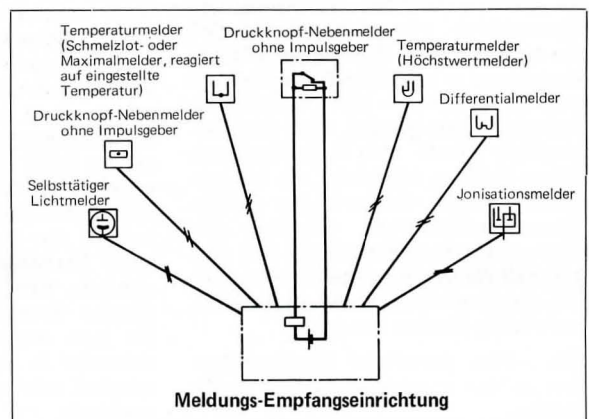 Temperaturmelder
(Schmelzlot- oder
Maximalmelder, reagiert
auf eingestellte
Temperatur)
Druckknopf-Nebenmelder
ohne Impulsgeber
Temperaturmelder
(Höchstwertmelder)
Druckknopf-Nebenmelder
ohne Impulsgeber
Differentialmelder
Selbsttätiger
Lichtmelder
Jonisationsmelder
Meldungs-Empfangseinrichtung